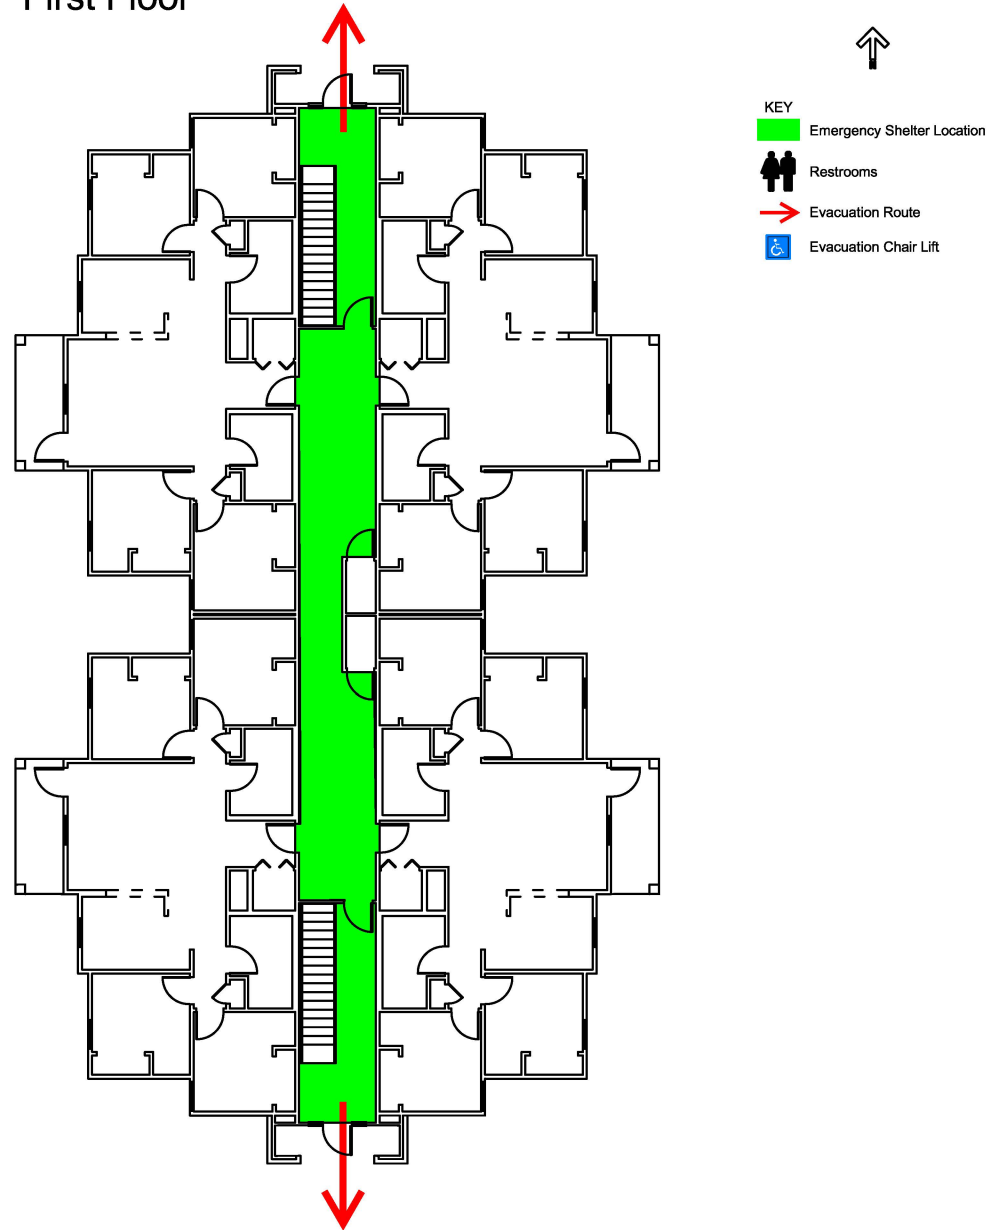 First Floor
KEY
Emergency Shelter Location
Restrooms
Evacuation Route
Evacuation Chair Lift